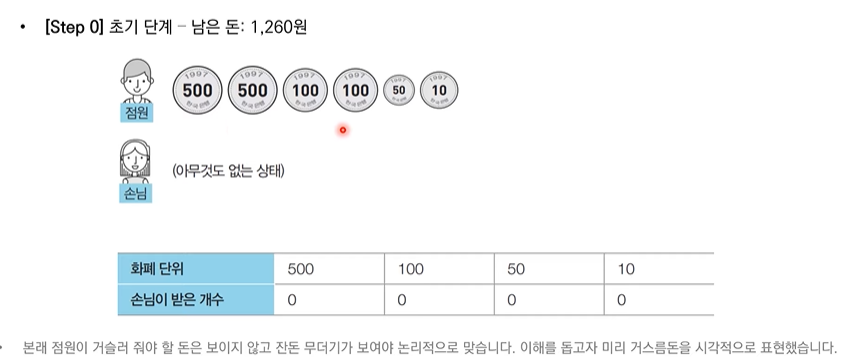 • [Step 0] 초기 단계 – 남은 돈: 1,260원
1997 500 한국은행 1997 500 한국은행 1997 100 한국은행 1997 100 한국은행 1997 50 한국은행 1997 10 한국은행
점원
(아무것도 없는 상태)
손님
화폐 단위 500 100 50 10
손님이 받은 개수 0 0 0 0
• 본래 점원이 거슬러 줘야 할 돈은 보이지 않고 잔돈 무더기가 보여야 논리적으로 맞습니다. 이해를 돕고자 미리 거스름돈을 시각적으로 표현했습니다.